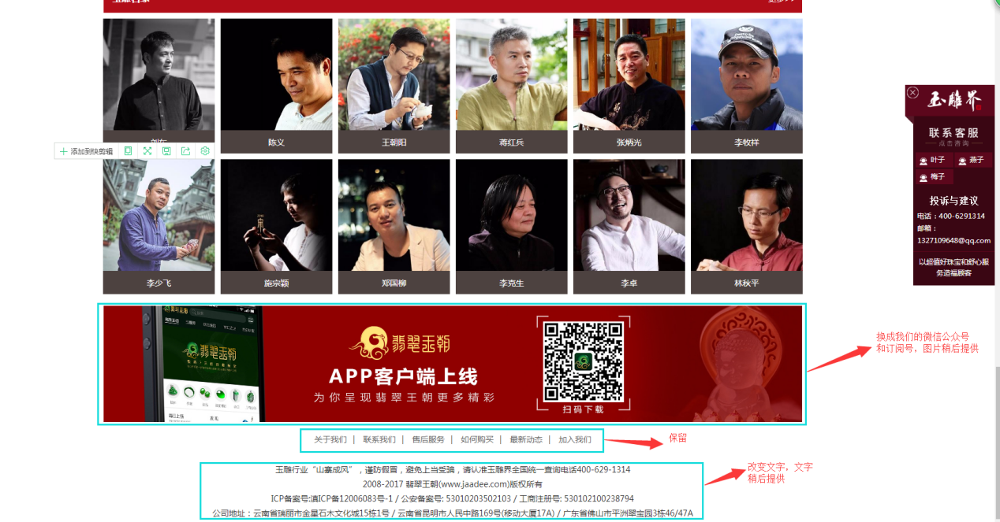 添加到快剪辑
陈义
王朝阳
蒋红兵
张炳光
李牧祥
李少飞
施宗颖
郑国柳
李克生
李卓
林秋平
玉雕界
联系客服
点击咨询
叶子
燕子
梅子
投诉与建议
电话：400-6291314
邮箱：
1327109648@qq.com
以超值好珠宝和舒心服
务造福顾客
翡翠王朝
翡翠王朝
APP客户端上线
为你呈现翡翠王朝更多精彩
扫码下载
换成我们的微信公众号
和订阅号，图片稍后提供
关于我们 | 联系我们 | 售后服务 | 如何购买 | 最新动态 | 加入我们
保留
玉雕行业“山寨成风”，谨防假冒，避免上当受骗，请认准玉雕界全国统一查询电话400-629-1314
2008-2017 翡翠王朝(www.jaadee.com)版权所有
ICP备案号:滇ICP备12006083号-1 / 公安备案号: 53010203502103 / 工商注册号: 530102100238794
公司地址：云南省瑞丽市金星石木文化城15栋1号 / 云南省昆明市人民中路169号(移动大厦17A) / 广东省佛山市平洲翠宝园3栋46/47A
改变文字，文字
稍后提供